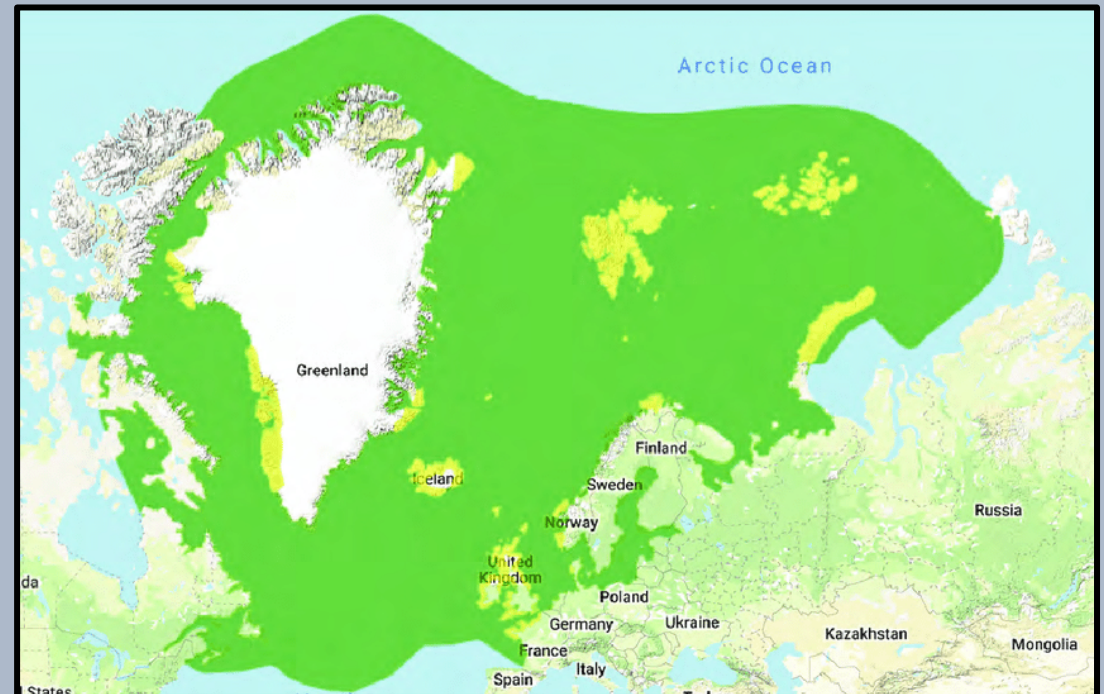 Arctic Ocean
Greenland
Finland
Iceland
Sweden
Norway
Russia
United
Kingdom
da
Poland
Germany
Ukraine
Kazakhstan
France
Mongolia
Italy
Spain
States